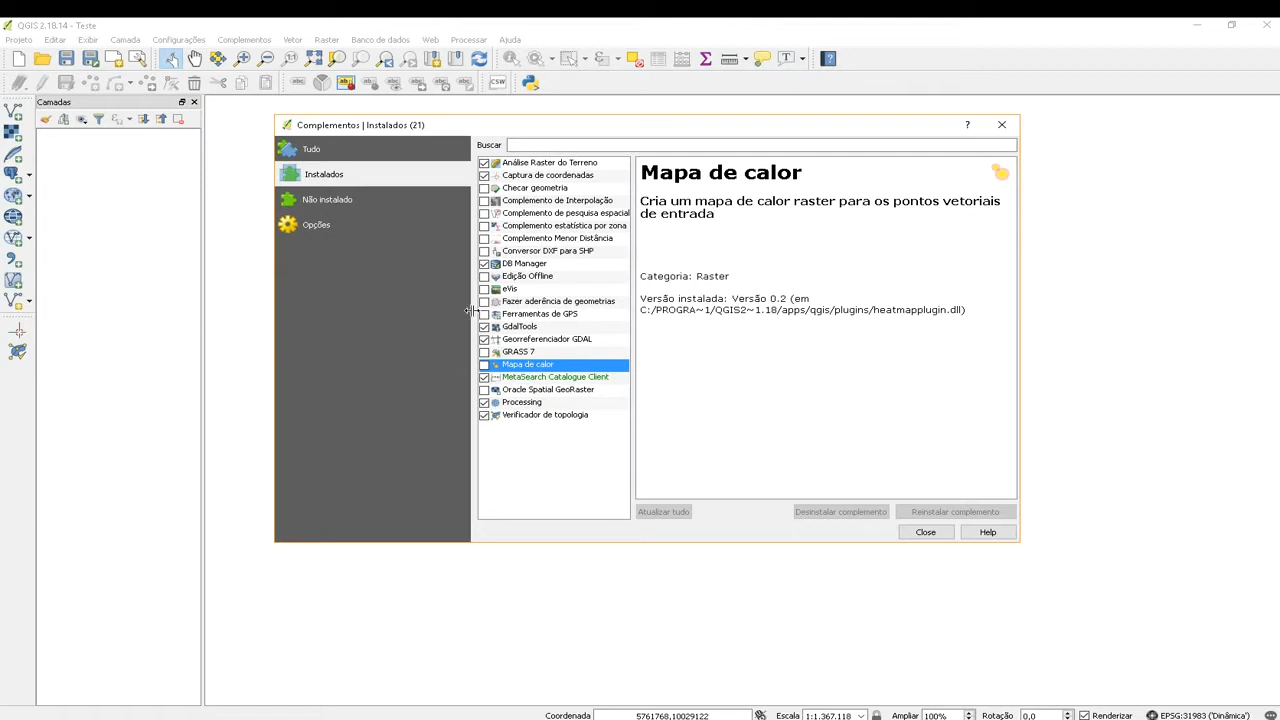 QGIS 2.18.14 - Teste
Projeto Editar Exibir Camada Configurações Complementos Vetor Raster Banco de dados Web Processar Ajuda
CSW
Camadas
Complementos | Instalados (21)
Tudo
Instalados
Não instalado
Opções
Buscar
Análise Raster do Terreno
Captura de coordenadas
Checar geometria
Complemento de Interpolação
Complemento de pesquisa espacial
Complemento estatística por zona
Complemento Menor Distância
Conversor DXF para SHP
DB Manager
Edição Offline
eVis
Fazer aderência de geometrias
Ferramentas de GPS
GdalTools
Georreferenciador GDAL
GRASS 7
Mapa de calor
MetaSearch Catalogue Client
Oracle Spatial GeoRaster
Processing
Verificador de topologia
Mapa de calor
Cria um mapa de calor raster para os pontos vetoriais
de entrada
Categoria: Raster
Versão instalada: Versão 0.2 (em
C:/PROGRA~1/QGIS2~1.18/apps/qgis/plugins/heatmapplugin.dll)
Atualizar tudo Desinstalar complemento Reinstalar complemento
Close Help
Coordenada 5761768,10029122 Escala 1:1.367.118 Ampliar 100% Rotação 0,0 Renderizar EPSG:31983 ('Dinâmico')